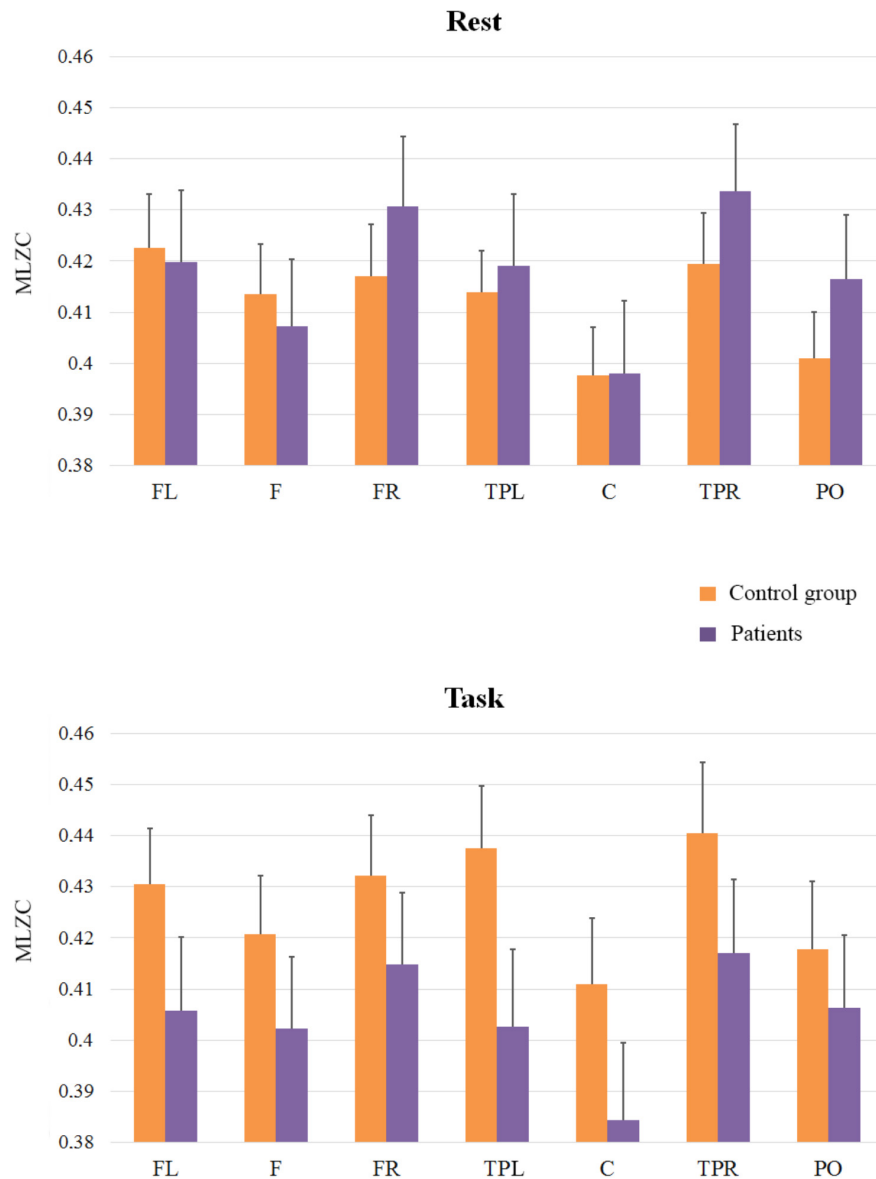 Rest
0.46
0.45
0.44
0.43
0.42
0.41
0.4
0.39
0.38
MLZC
FL F FR TPL C TPR PO
Control group
Patients
Task
0.46
0.45
0.44
0.43
0.42
0.41
0.4
0.39
0.38
MLZC
FL F FR TPL C TPR PO